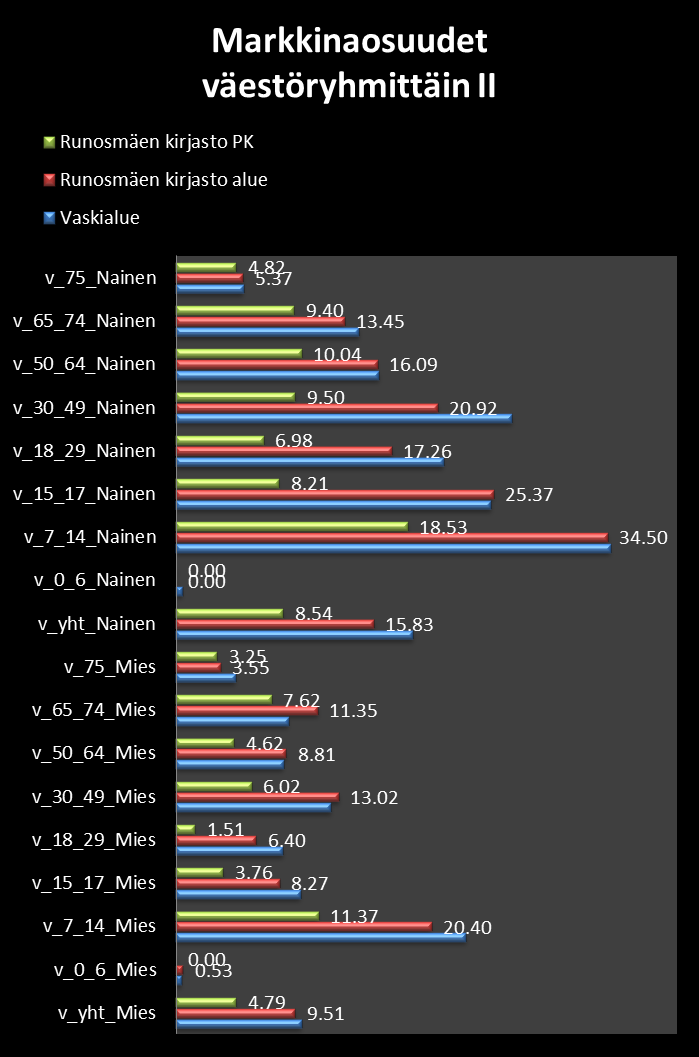 Markkinaosuudet
väestöryhmittäin II
Runosmäen kirjasto PK
Runosmäen kirjasto alue
Vaskialue
v_75_Nainen 4.82
5.37
v_65_74_Nainen 9.40
13.45
v_50_64_Nainen 10.04
16.09
v_30_49_Nainen 9.50
20.92
v_18_29_Nainen 6.98
17.26
v_15_17_Nainen 8.21
25.37
v_7_14_Nainen 18.53
34.50
v_0_6_Nainen 0.00
0.00
v_yht_Nainen 8.54
15.83
v_75_Mies 3.25
3.55
v_65_74_Mies 7.62
11.35
v_50_64_Mies 4.62
8.81
v_30_49_Mies 6.02
13.02
v_18_29_Mies 1.51
6.40
v_15_17_Mies 3.76
8.27
v_7_14_Mies 11.37
20.40
v_0_6_Mies 0.00
0.53
v_yht_Mies 4.79
9.51